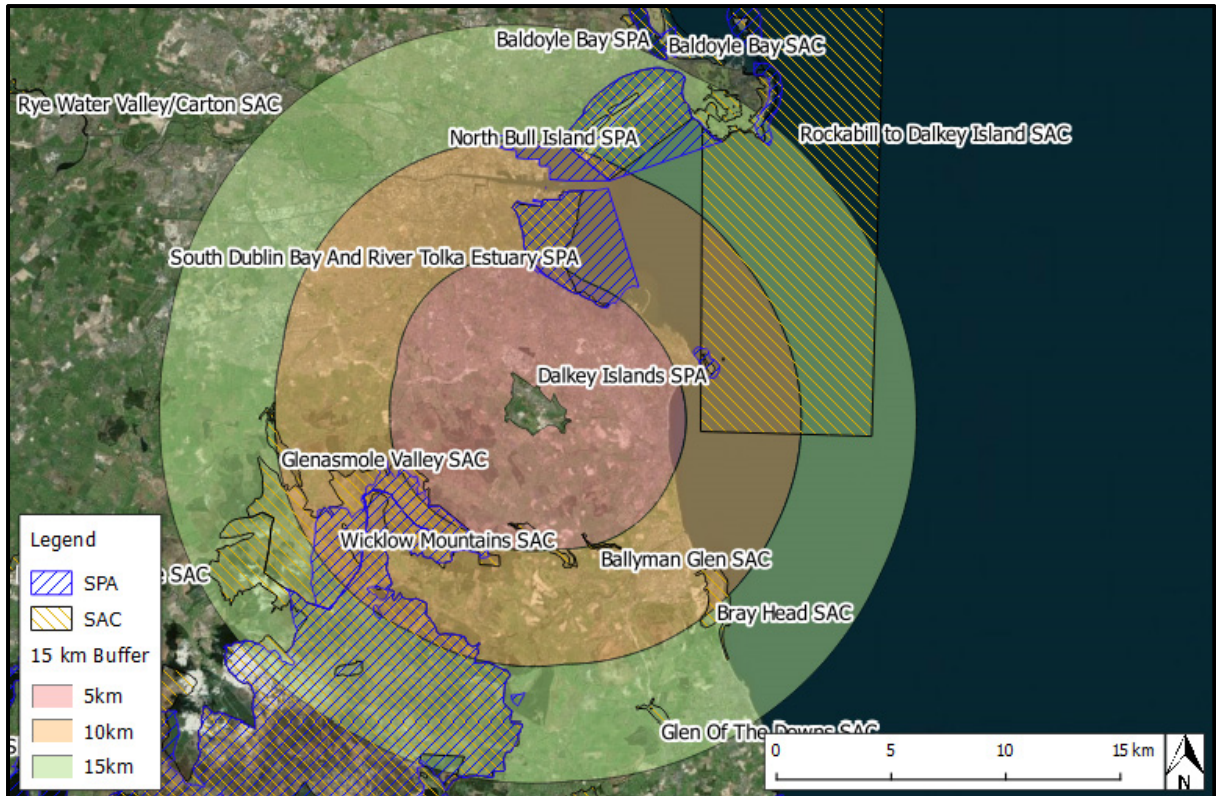 Baldoyle Bay SPA
Baldoyle Bay SAC
Rye Water Valley/Carton SAC
North Bull Island SPA
Rockabill to Dalkey Island SAC
South Dublin Bay And River Tolka Estuary SPA
Dalkey Islands SPA
Glenasmole Valley SAC
Wicklow Mountains SAC
Ballyman Glen SAC
SAC
Bray Head SAC
Glen Of The Downs SAC
Legend
SPA
SAC
15 km Buffer
5km
10km
15km
0 5 10 15 km
N